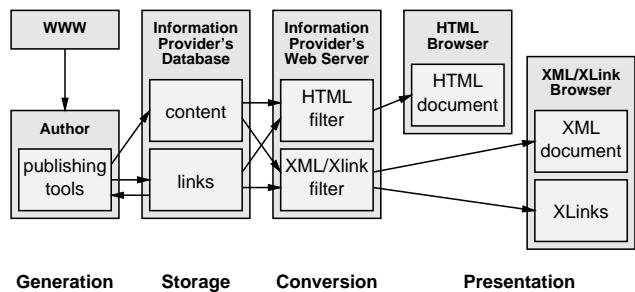 WWW
Author
publishing
tools
Information
Provider's
Database
content
links
Information
Provider's
Web Server
HTML
filter
XML/Xlink
filter
HTML
Browser
HTML
document
XML/XLink
Browser
XML
document
XLinks
Generation Storage Conversion Presentation